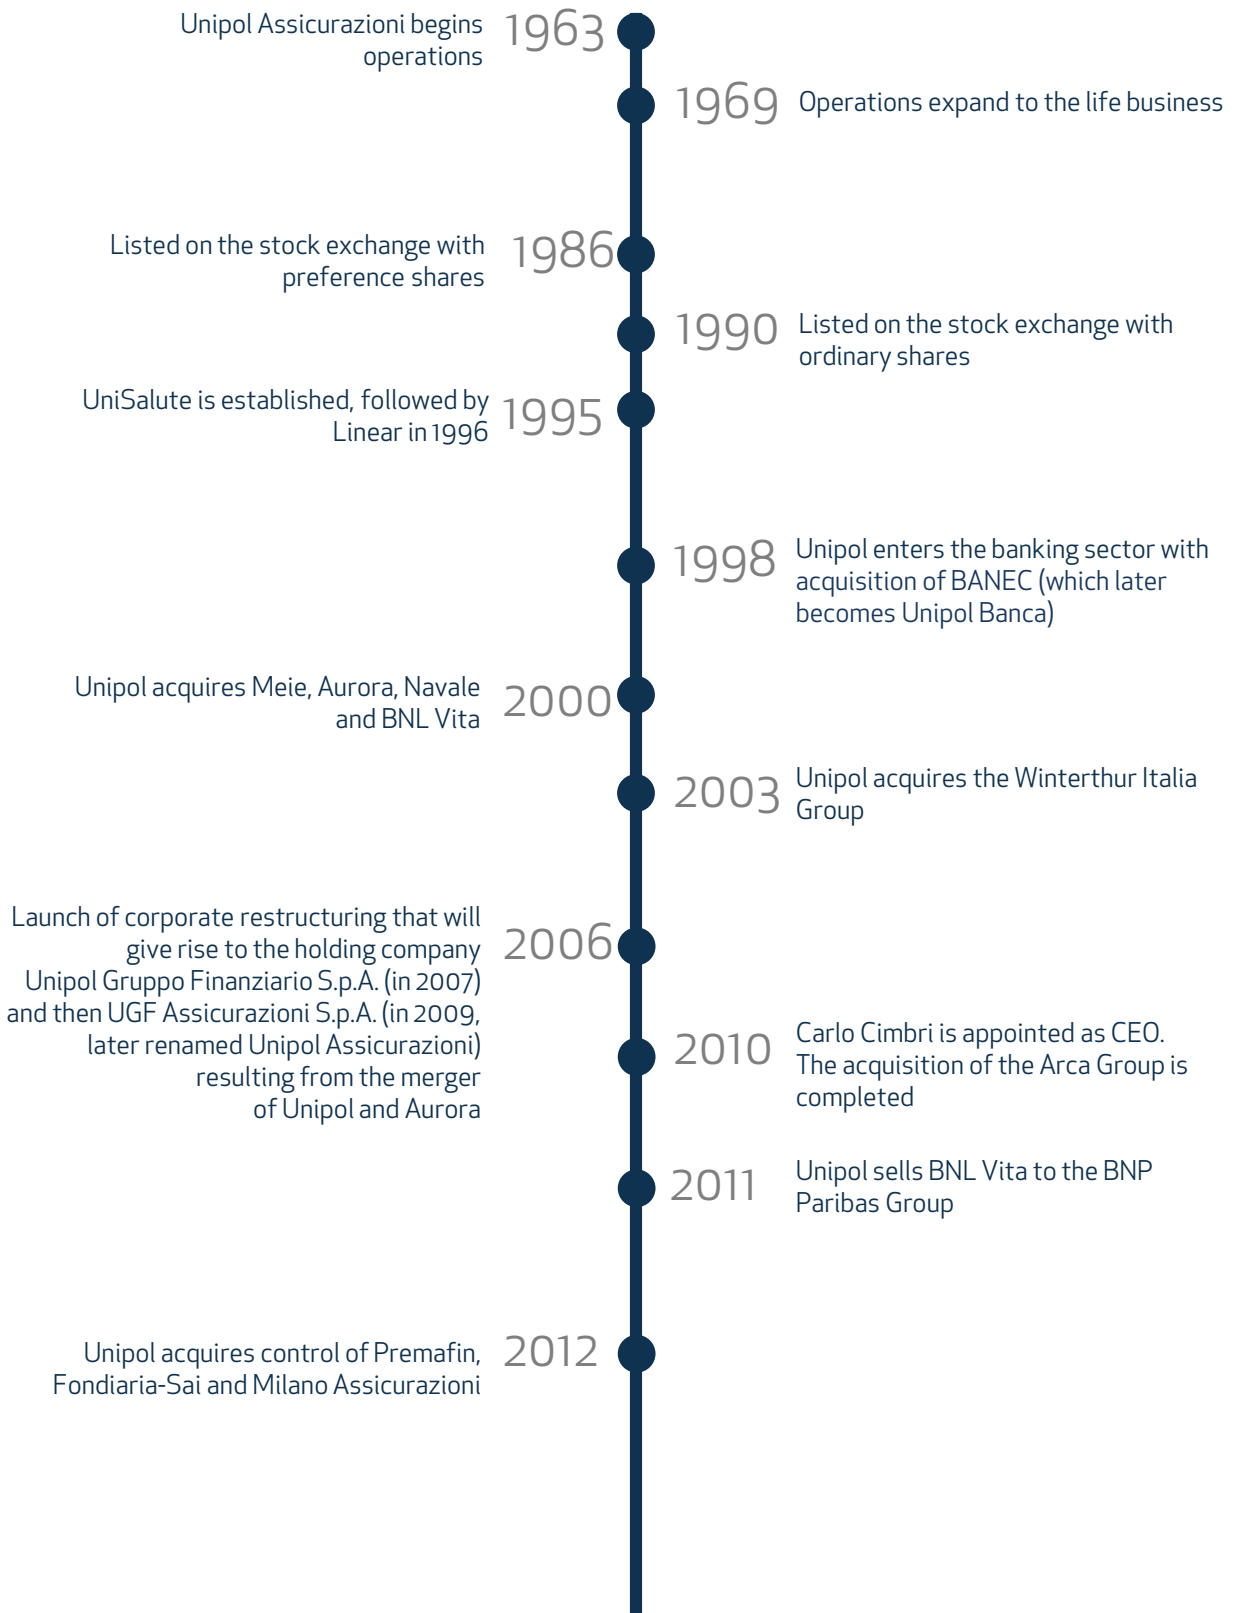 Unipol Assicurazioni begins
operations
1963
1969
Operations expand to the life business
Listed on the stock exchange with
preference shares
1986
1990
Listed on the stock exchange with
ordinary shares
UniSalute is established, followed by
Linear in 1996
1995
1998
Unipol enters the banking sector with
acquisition of BANEC (which later
becomes Unipol Banca)
Unipol acquires Meie, Aurora, Navale
and BNL Vita
2000
2003
Unipol acquires the Winterthur Italia
Group
Launch of corporate restructuring that will
give rise to the holding company
Unipol Gruppo Finanziario S.p.A. (in 2007)
and then UGF Assicurazioni S.p.A. (in 2009,
later renamed Unipol Assicurazioni)
resulting from the merger
of Unipol and Aurora
2006
2010
Carlo Cimbri is appointed as CEO.
The acquisition of the Arca Group is
completed
2011
Unipol sells BNL Vita to the BNP
Paribas Group
Unipol acquires control of Premafin,
Fondiaria-Sai and Milano Assicurazioni
2012